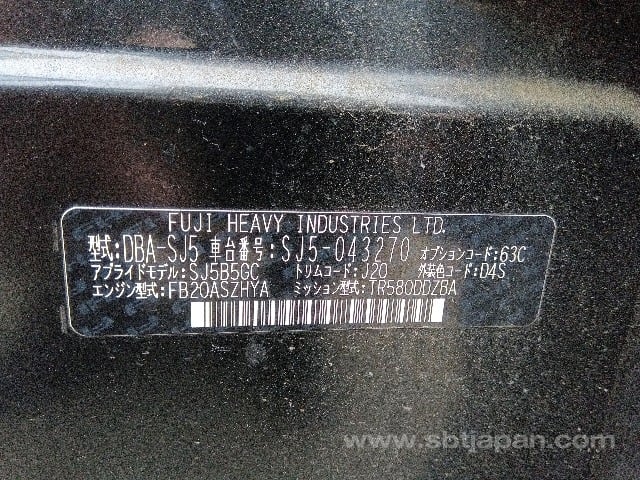 FUJI HEAVY INDUSTRIES LTD.
型式:DBA-SJ5 車台番号:SJ5-043270 オプションコード:63C
アプライドモデル:SJ5B5GC トリムコード:J20 外装色コード:D4S
エンジン型式:FB20ASZHYA ミッション型式:TR580DDZBA
www.sbtjapan.com